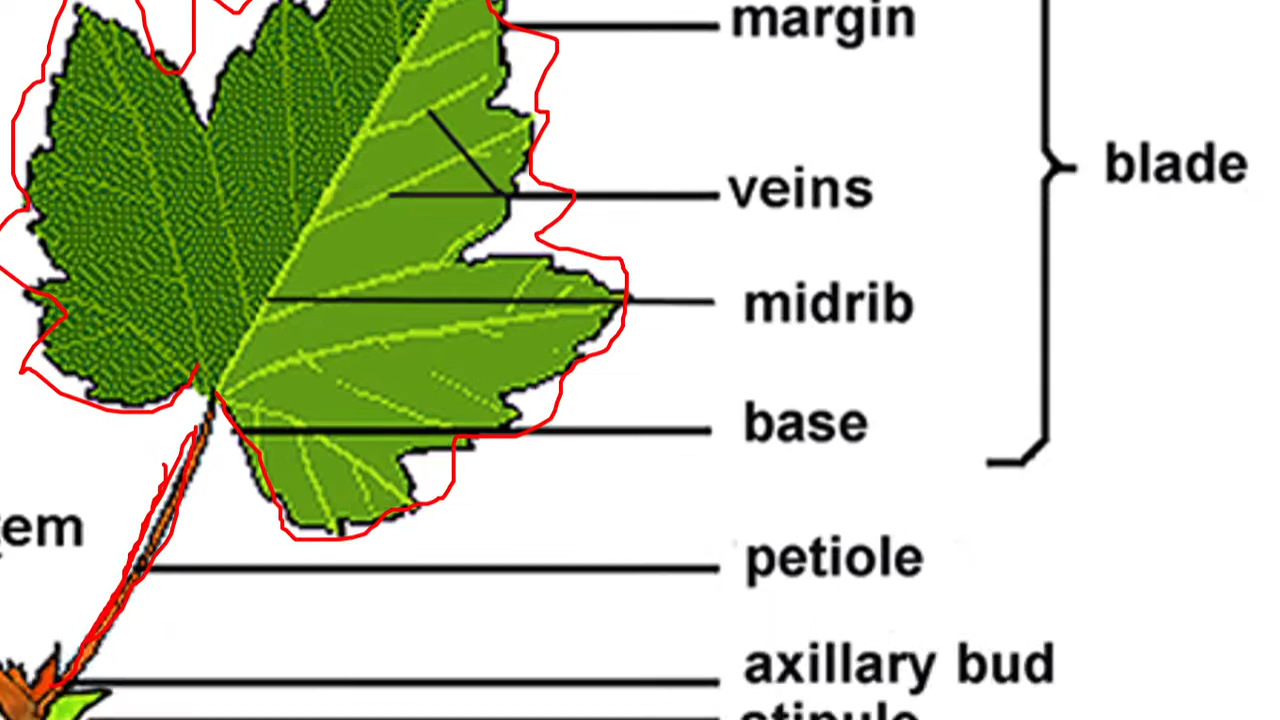 margin
blade
veins
midrib
base
petiole
axillary bud